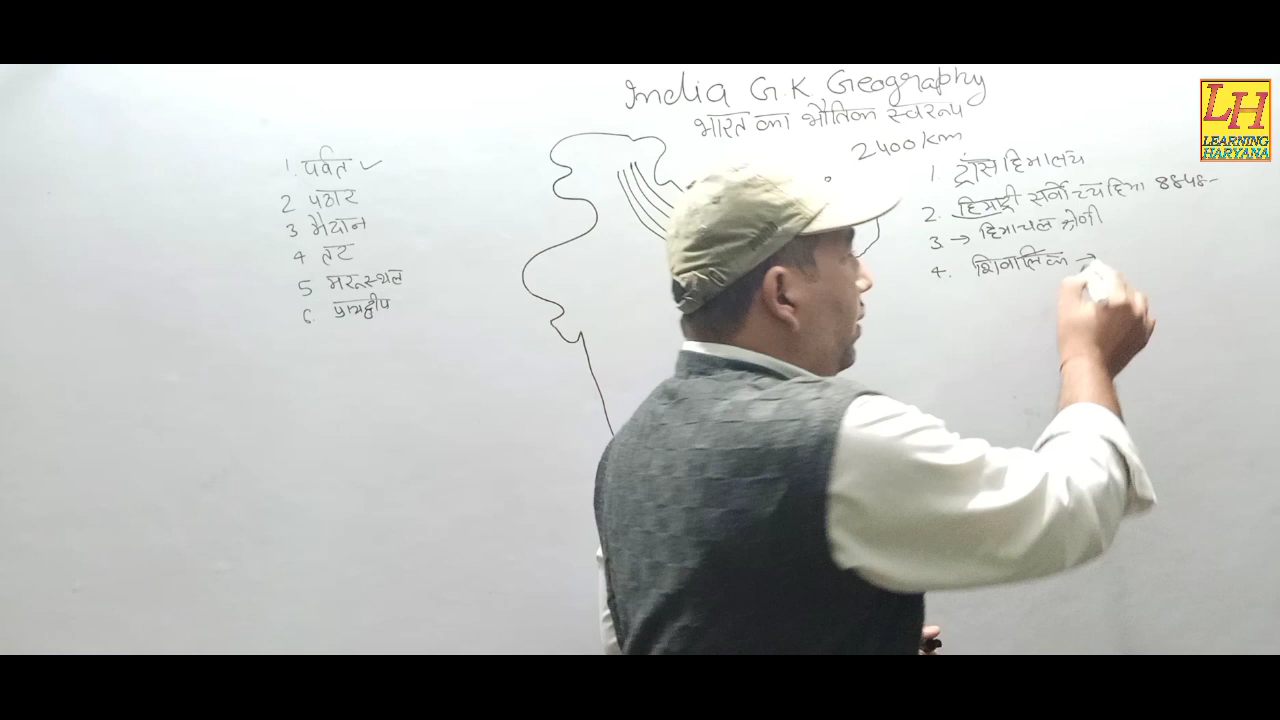 India G.K. Geography
भारत का भौतिक स्वरूप
2400 km
1. पर्वत ✓
2 पठार
3 मैदान
4 तट
5 मरूस्थल
6. प्रायद्वीप
1. ट्रांस हिमालय
2. हिमाद्री सर्वोच्च 8848-
3. → हिमाचल श्रेणी
4. शिवालिक →
LH
LEARNING
HARYANA